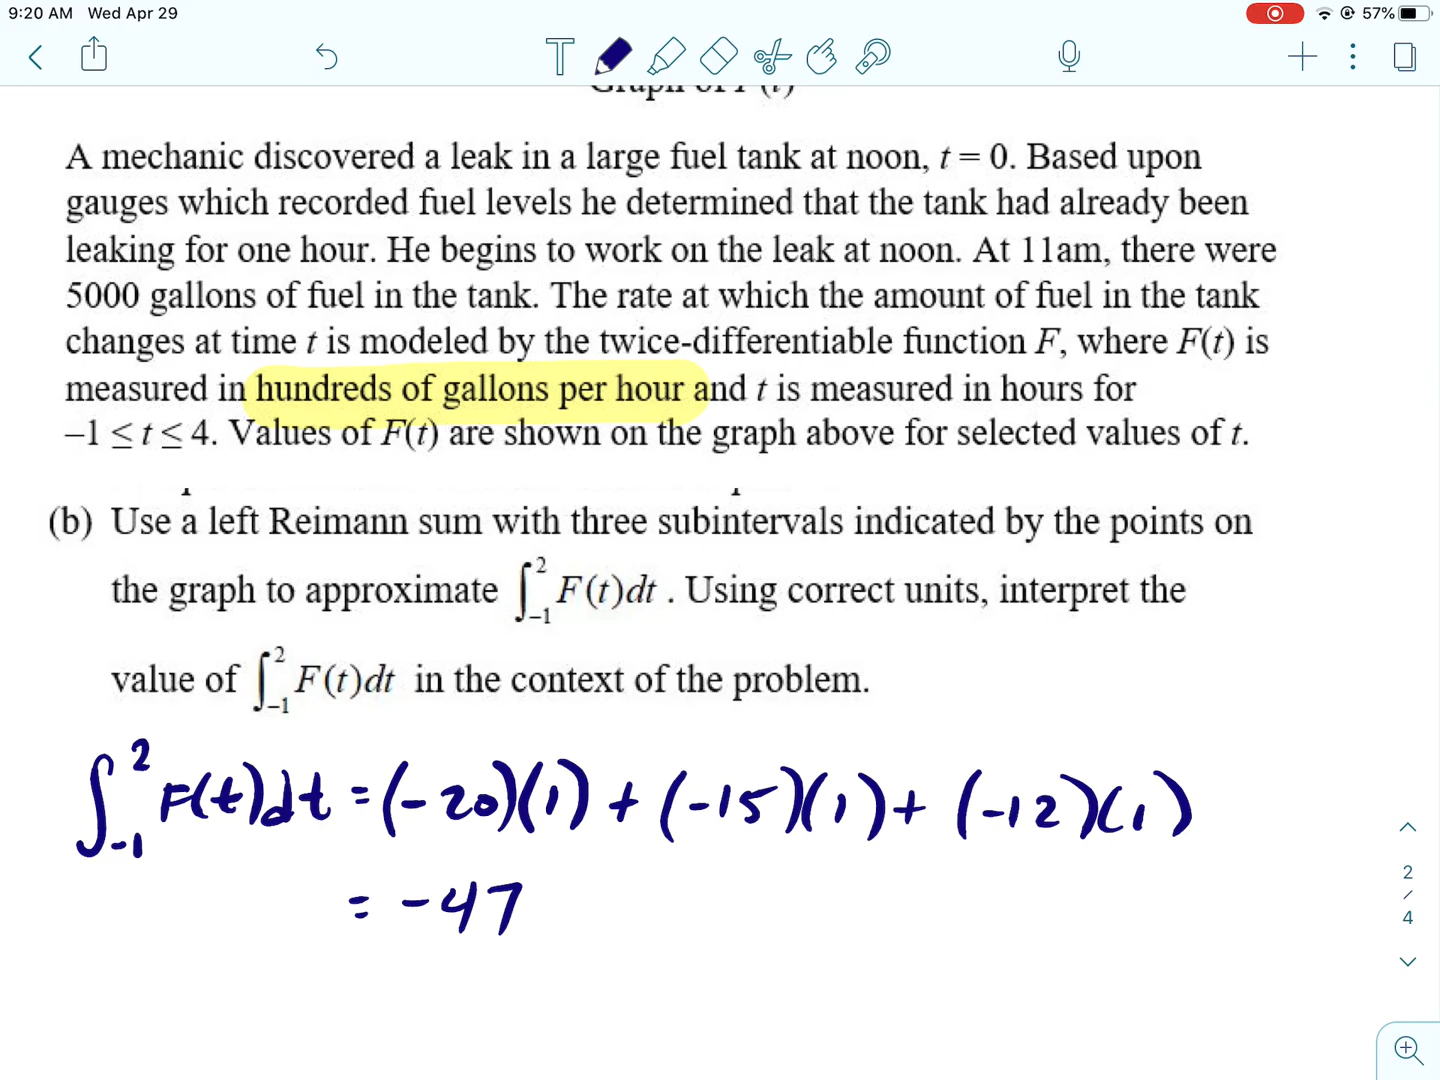 9:20 AM Wed Apr 29
57%
Graph of F(t)
A mechanic discovered a leak in a large fuel tank at noon, t = 0. Based upon
gauges which recorded fuel levels he determined that the tank had already been
leaking for one hour. He begins to work on the leak at noon. At 11am, there were
5000 gallons of fuel in the tank. The rate at which the amount of fuel in the tank
changes at time t is modeled by the twice-differentiable function F, where F(t) is
measured in hundreds of gallons per hour and t is measured in hours for
–1 ≤ t ≤ 4. Values of F(t) are shown on the graph above for selected values of t.
(b) Use a left Reimann sum with three subintervals indicated by the points on
the graph to approximate ∫_{–1}^{2} F(t)dt . Using correct units, interpret the
value of ∫_{–1}^{2} F(t)dt in the context of the problem.
∫_{-1}^{2} F(t)dt = (-20)(1) + (-15)(1) + (-12)(1)
= -47
2
/
4